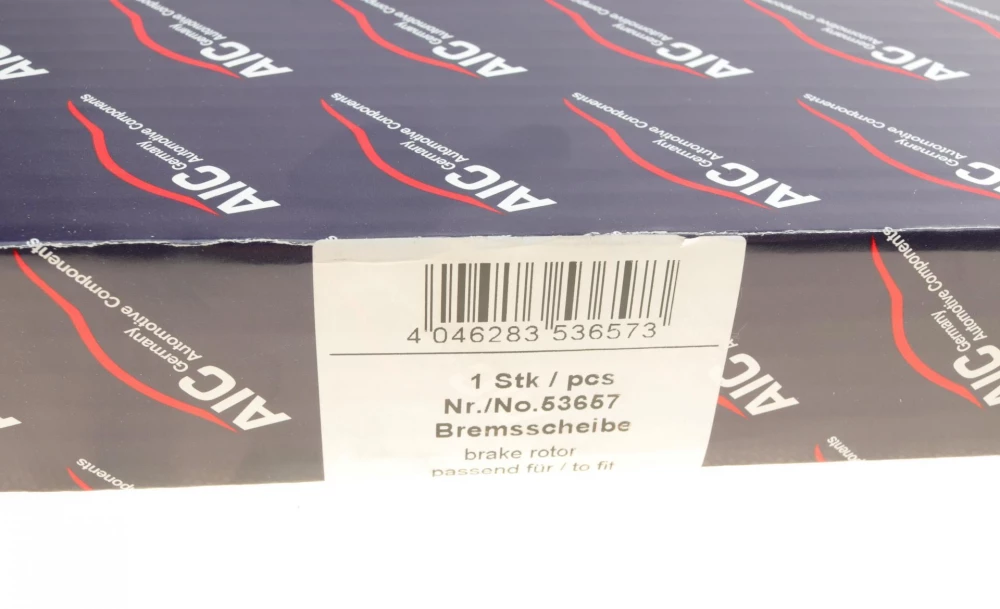 AIC Germany
Automotive Components
4 046283 536573
1 Stk / pcs
Nr./No.53657
Bremsscheibe
brake rotor
passend für / to fit